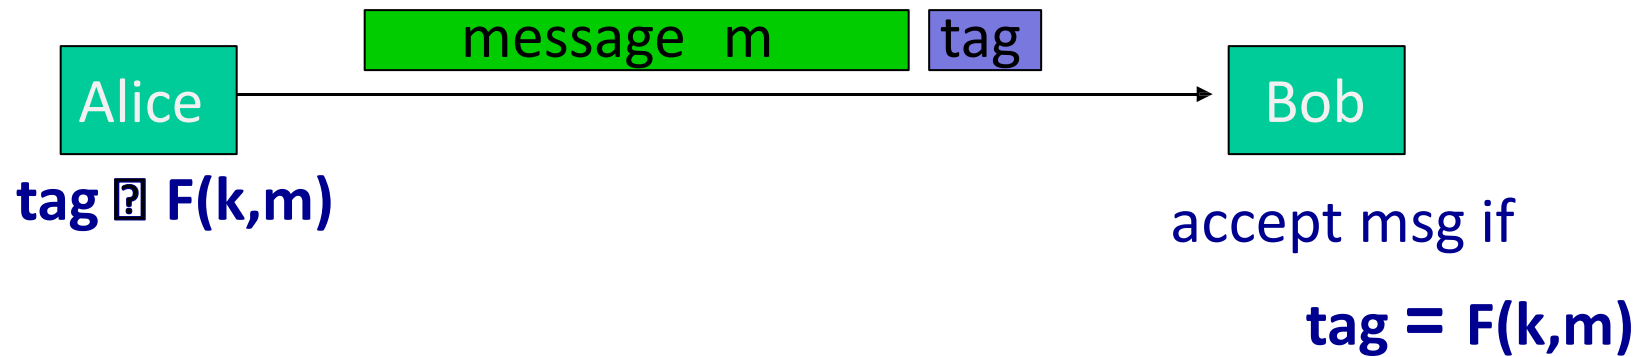 message m
tag
Alice
Bob
tag ⍰ F(k,m)
accept msg if
tag = F(k,m)